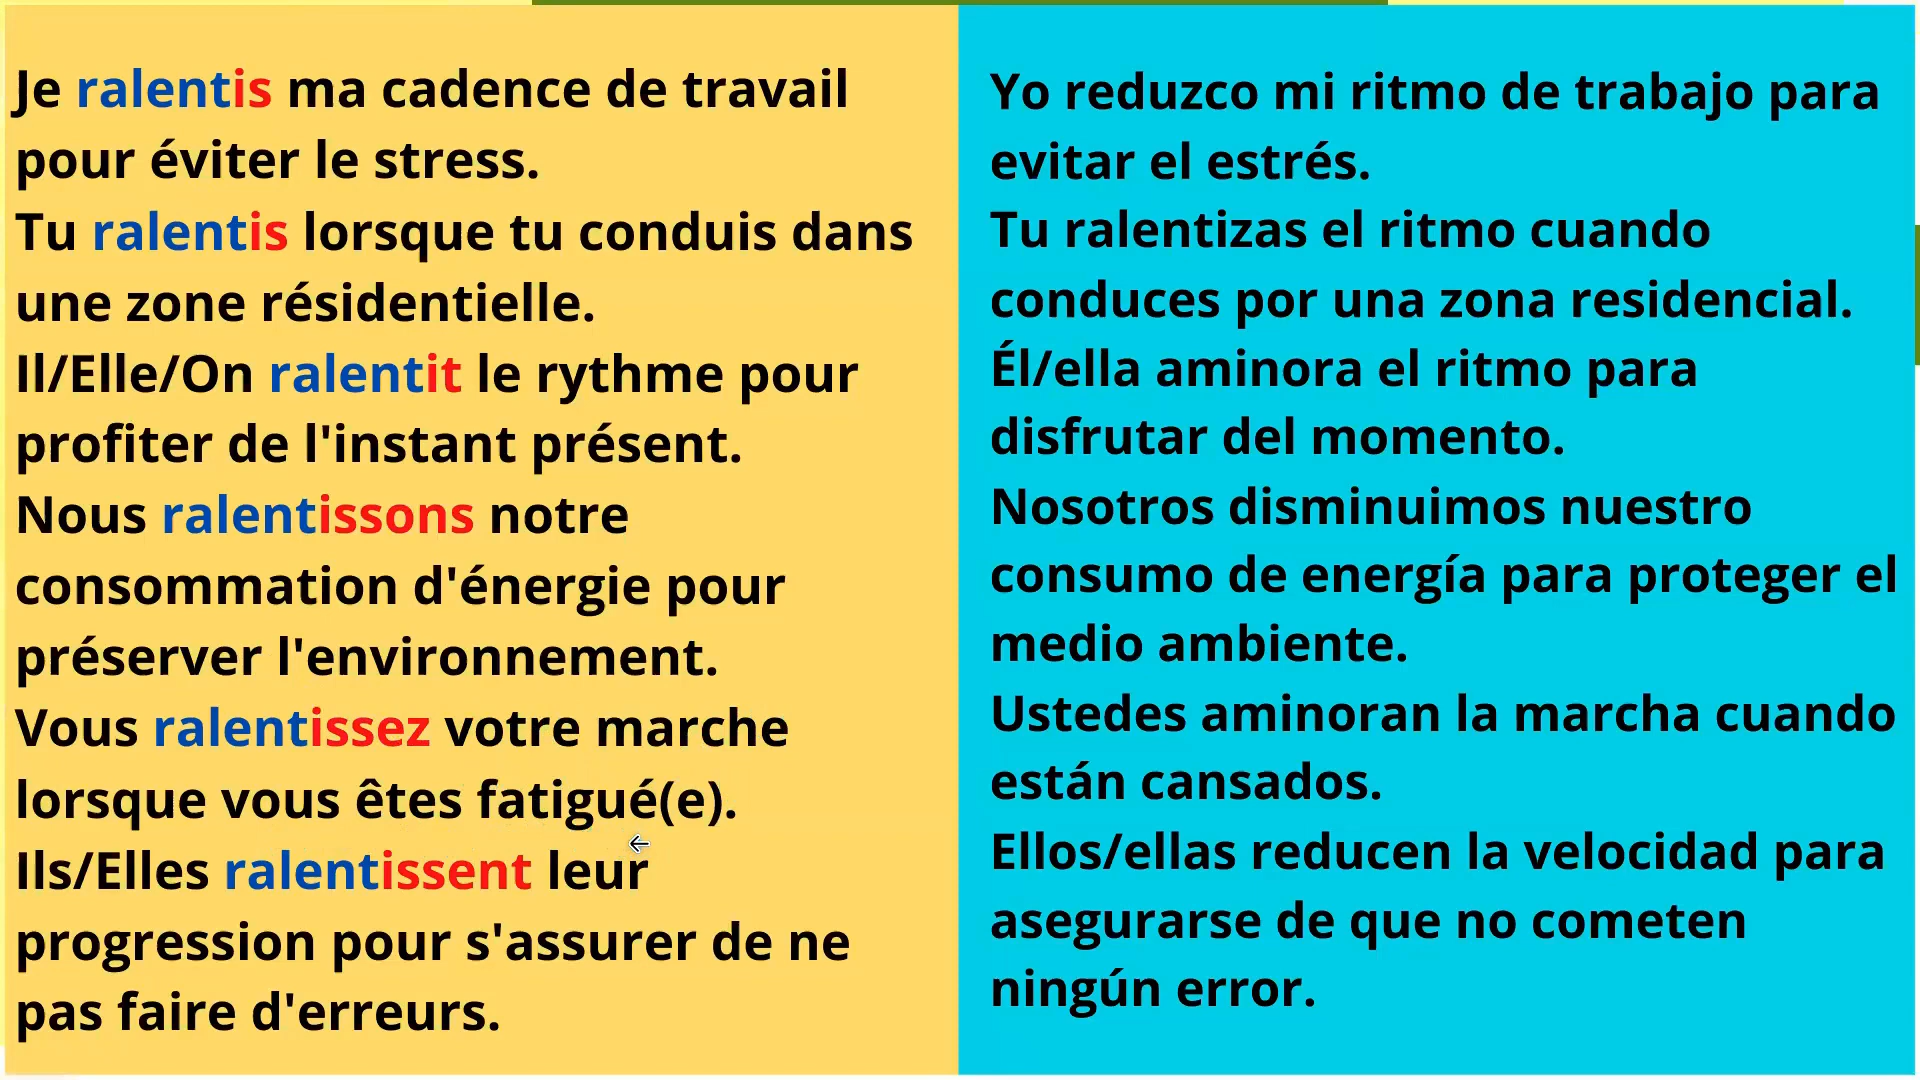 Je ralentis ma cadence de travail
pour éviter le stress.
Tu ralentis lorsque tu conduis dans
une zone résidentielle.
Il/Elle/On ralentit le rythme pour
profiter de l'instant présent.
Nous ralentissons notre
consommation d'énergie pour
préserver l'environnement.
Vous ralentissez votre marche
lorsque vous êtes fatigué(e).
Ils/Elles ralentissent leur
progression pour s'assurer de ne
pas faire d'erreurs.
Yo reduzco mi ritmo de trabajo para
evitar el estrés.
Tu ralentizas el ritmo cuando
conduces por una zona residencial.
Él/ella aminora el ritmo para
disfrutar del momento.
Nosotros disminuimos nuestro
consumo de energía para proteger el
medio ambiente.
Ustedes aminoran la marcha cuando
están cansados.
Ellos/ellas reducen la velocidad para
asegurarse de que no cometen
ningún error.